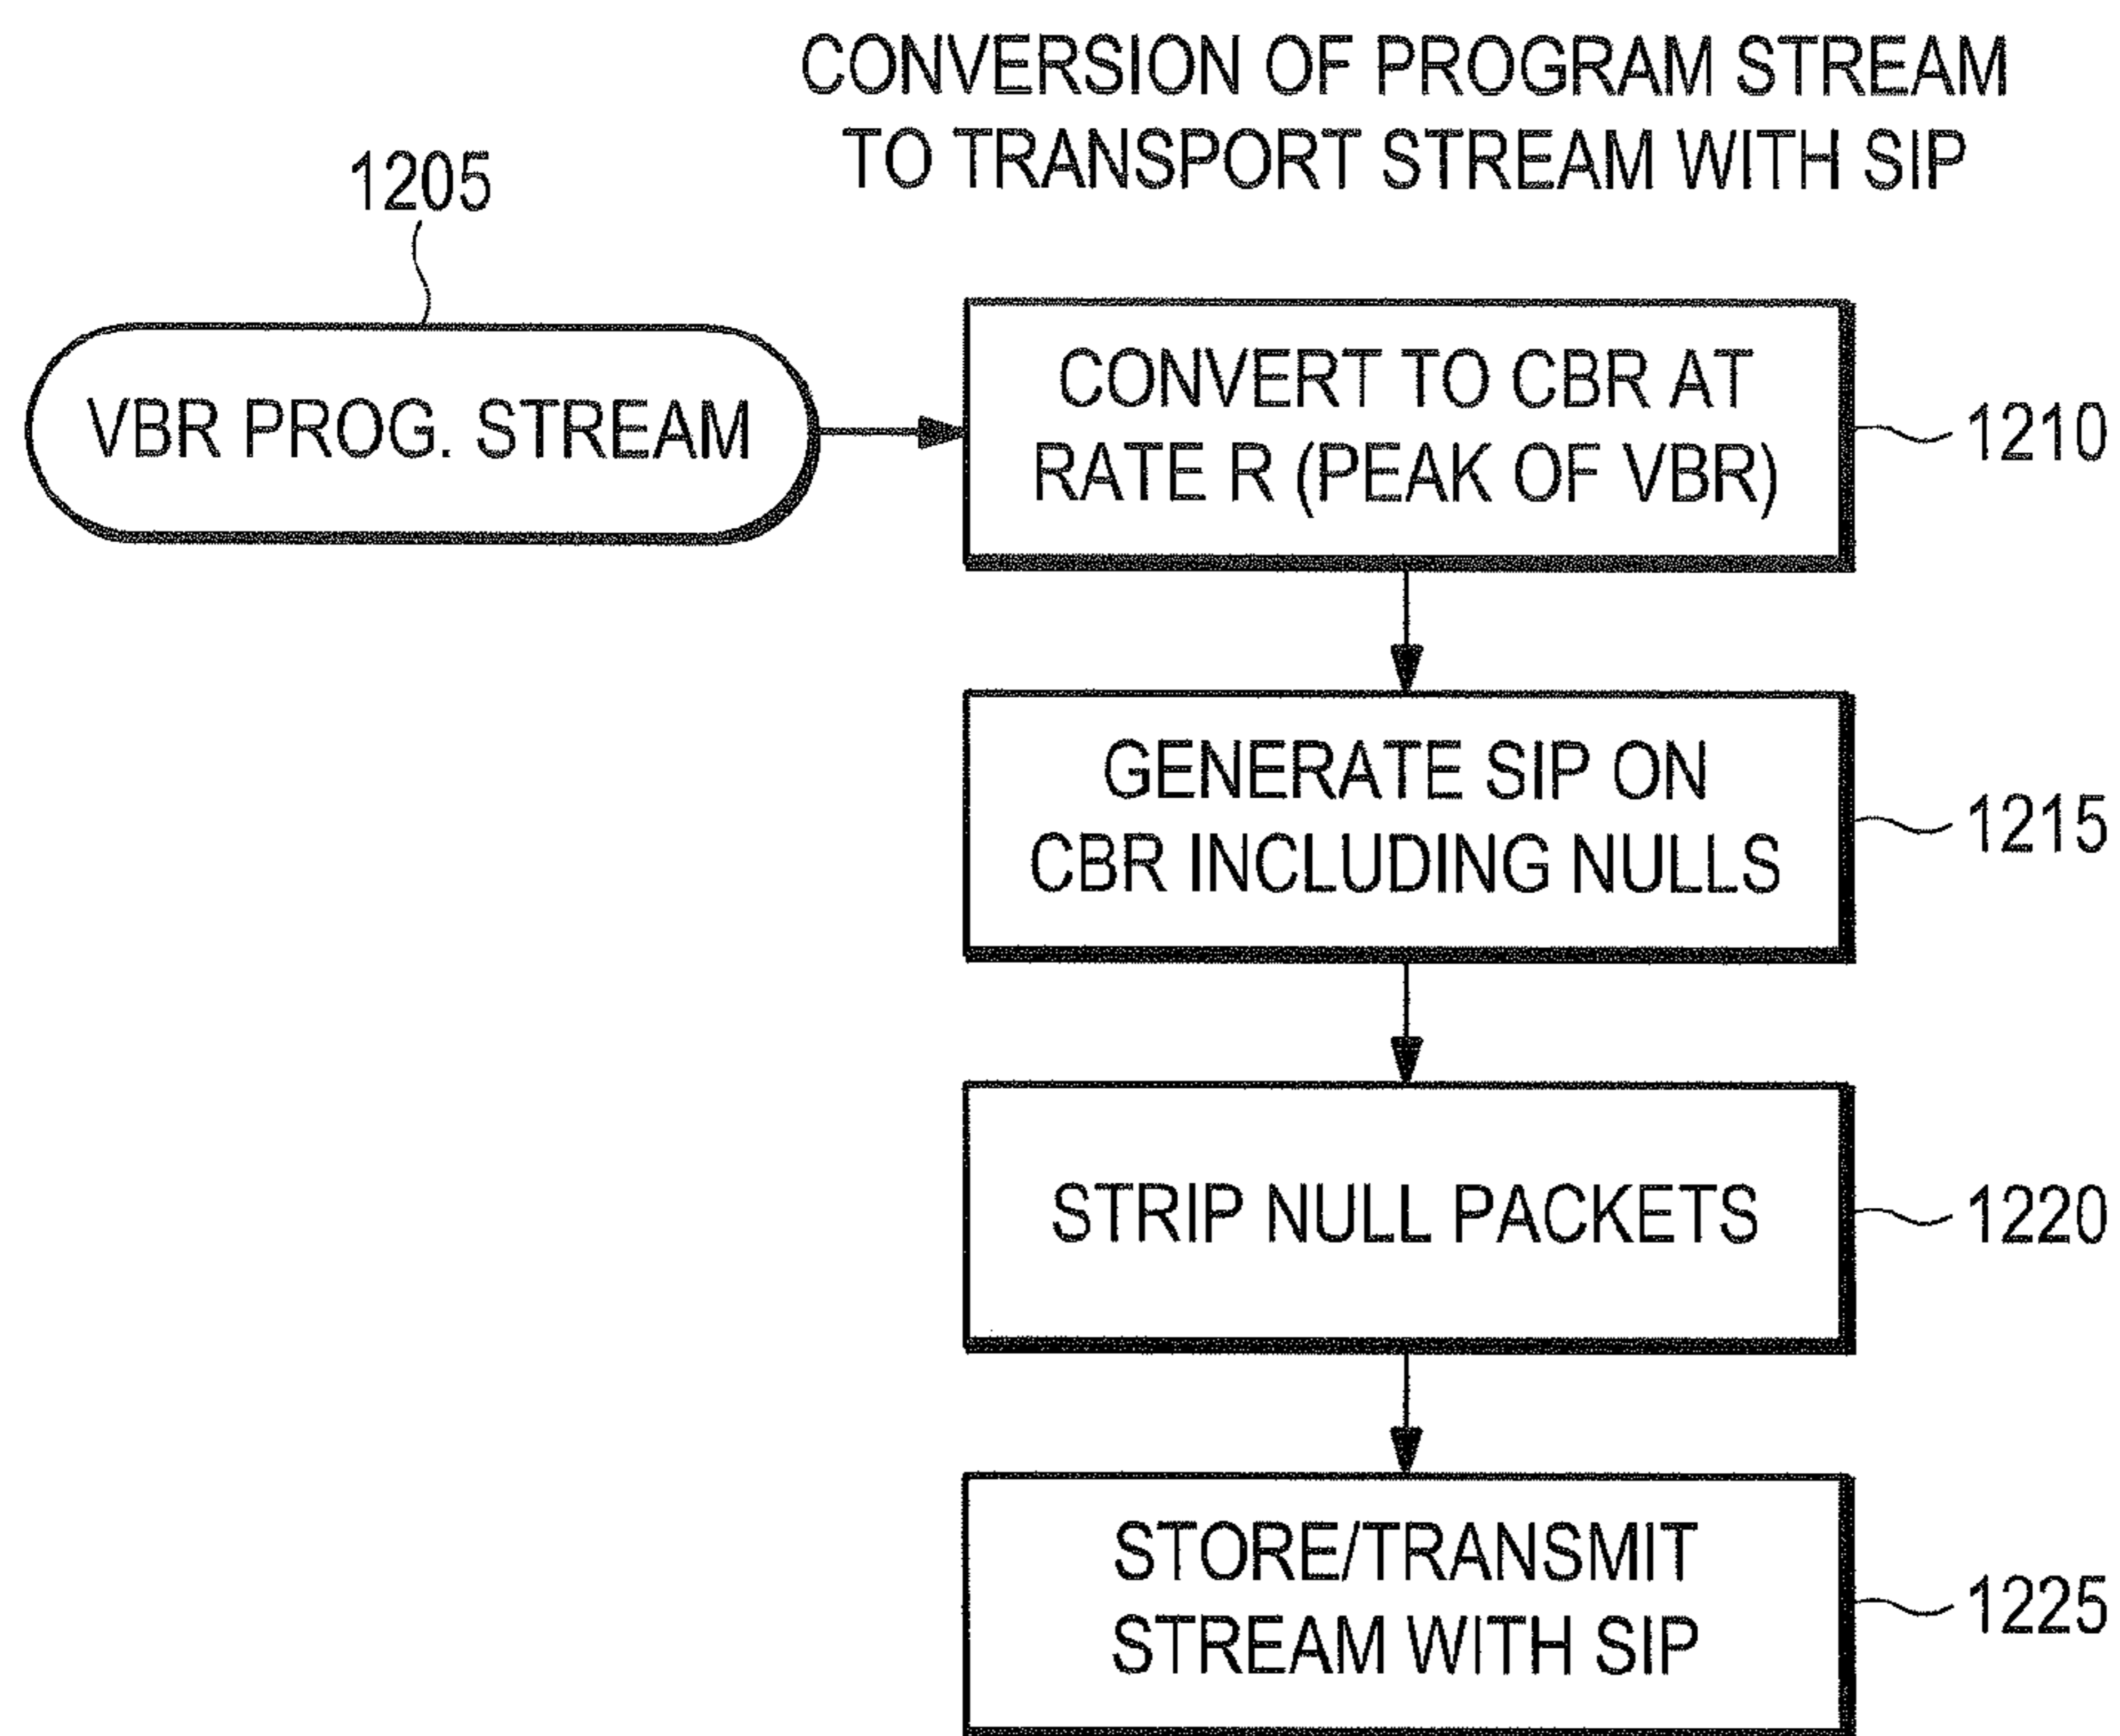 CONVERSION OF PROGRAM STREAM
TO TRANSPORT STREAM WITH SIP
1205
VBR PROG. STREAM
CONVERT TO CBR AT
RATE R (PEAK OF VBR)
1210
GENERATE SIP ON
CBR INCLUDING NULLS
1215
STRIP NULL PACKETS
1220
STORE/TRANSMIT
STREAM WITH SIP
1225